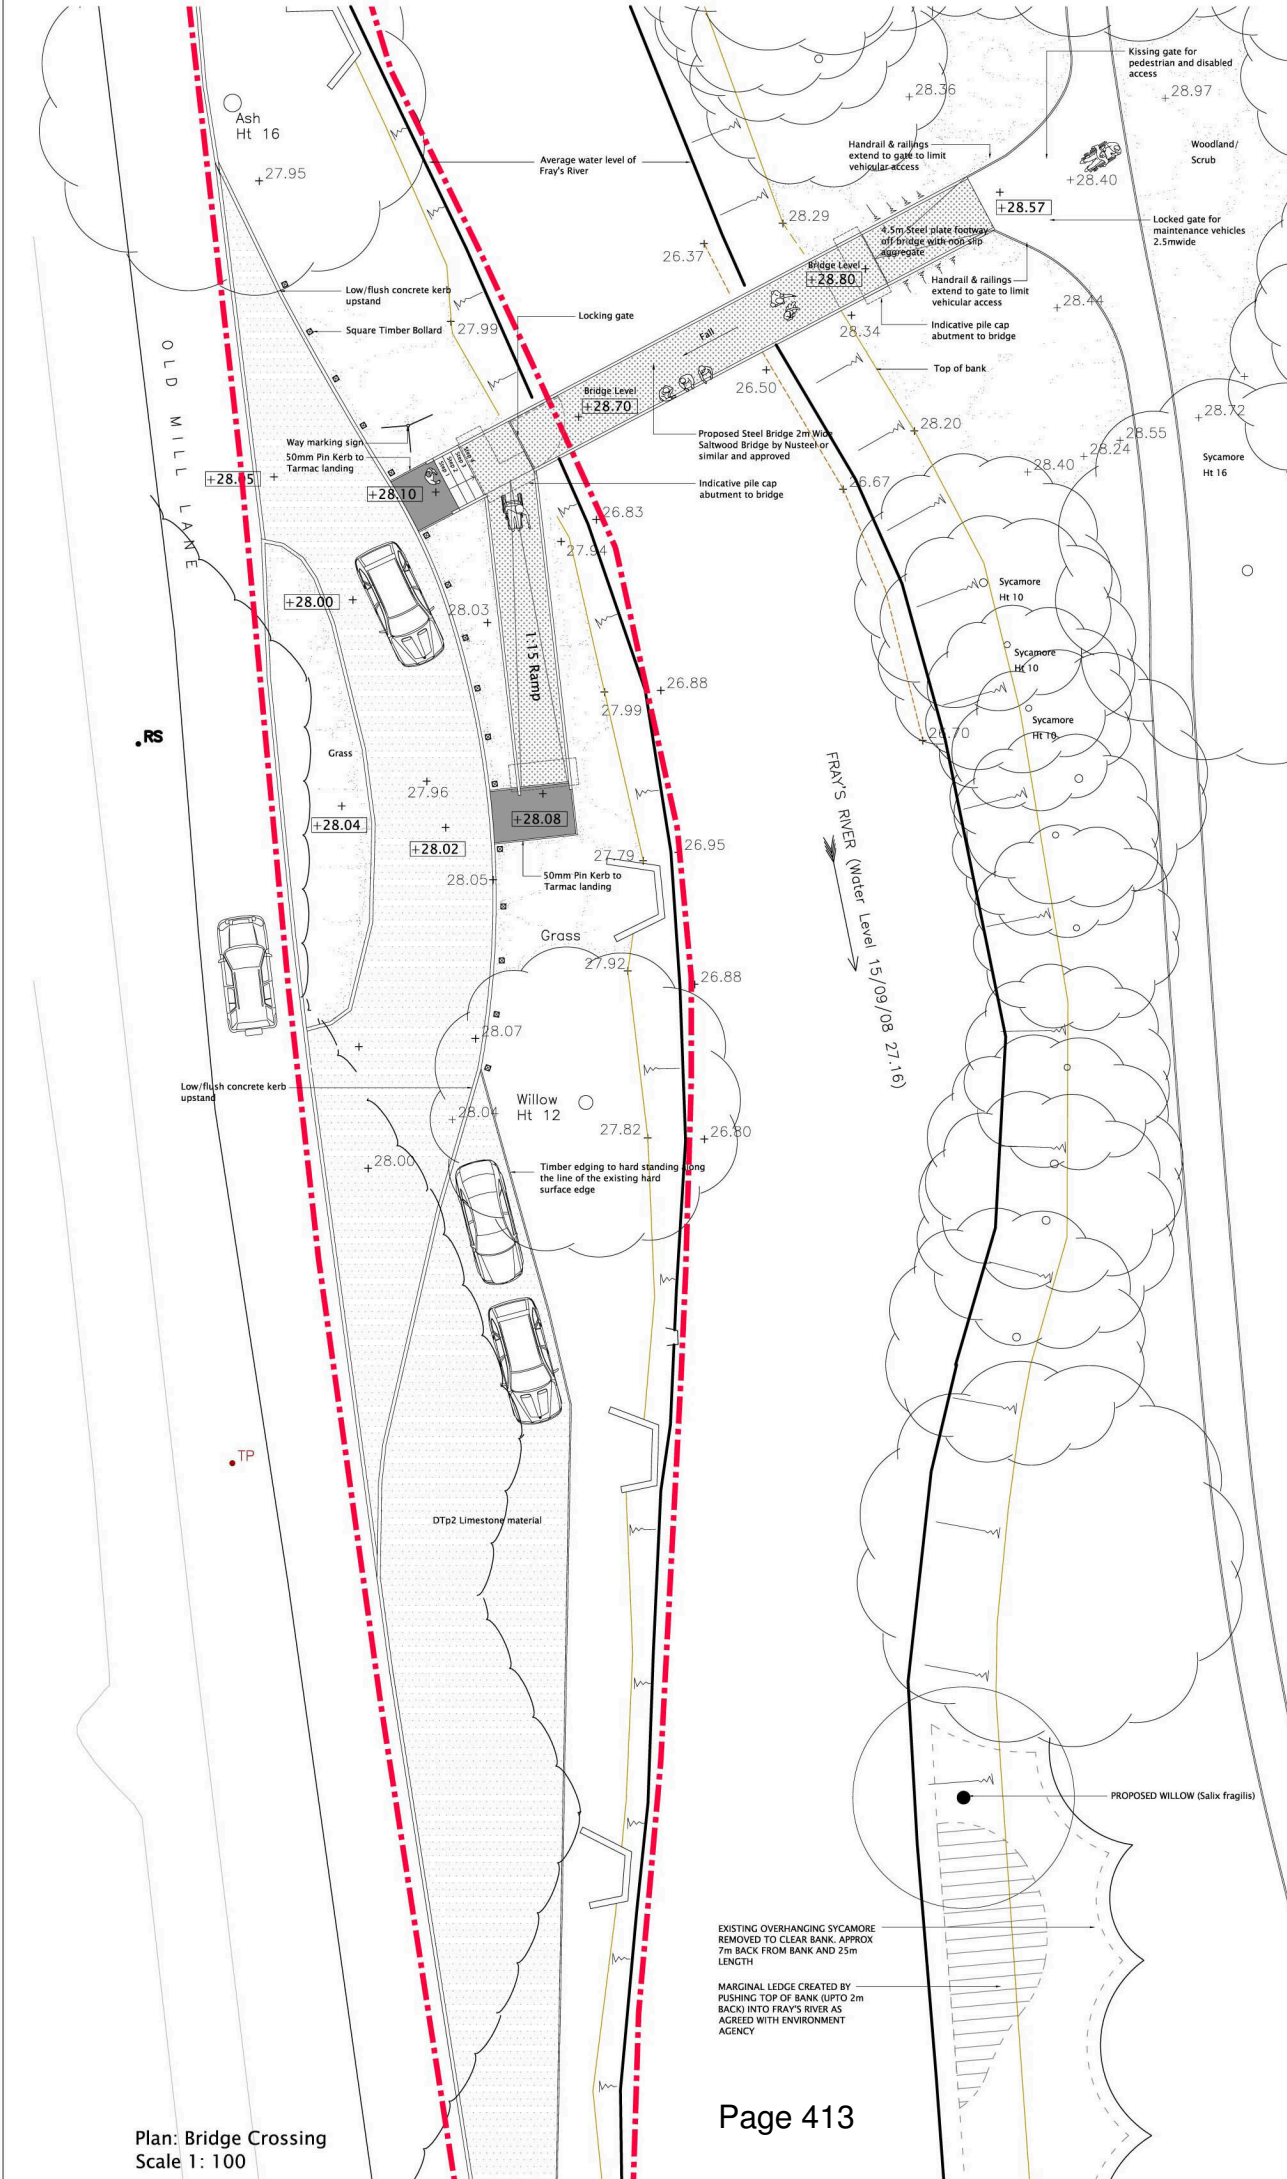 Kissing gate for
pedestrian and disabled
access
28.36
28.97
Ash
Ht 16
Average water level of
Fray's River
Handrail & railings
extend to gate to limit
vehicular access
Woodland/
Scrub
27.95
28.40
+28.57
28.29
Locked gate for
maintenance vehicles
2.5mwide
4.5m Steel plate footway
off bridge with non slip
aggregate
26.37
Bridge Level
+28.80
Handrail & railings
extend to gate to limit
vehicular access
Low/flush concrete kerb
upstand
28.44
Locking gate
Square Timber Bollard
27.99
Fall
28.34
Indicative pile cap
abutment to bridge
OLD MILL LANE
26.50
Top of bank
Bridge Level
+28.70
28.72
28.20
Way marking sign
Proposed Steel Bridge 2m Wide
Saltwood Bridge by Nusteel or
similar and approved
28.55
28.24
50mm Pin Kerb to
Tarmac landing
Step 4
Step 3
Step 2
Step 1
28.40
Sycamore
Ht 16
+28.05
+28.10
Indicative pile cap
abutment to bridge
26.67
26.83
27.94
Sycamore
Ht 10
+28.00
28.03
1:15 Ramp
Sycamore
Ht 10
26.88
27.99
Sycamore
Ht 10
RS
26.70
Grass
27.96
FRAY'S RIVER (Water Level 15/09/08 27.16)
+28.04
+28.08
+28.02
27.79
26.95
28.05
50mm Pin Kerb to
Tarmac landing
Grass
27.92
26.88
28.07
Low/flush concrete kerb
upstand
Willow
Ht 12
28.04
27.82
26.80
28.00
Timber edging to hard standing along
the line of the existing hard
surface edge
TP
DTp2 Limestone material
PROPOSED WILLOW (Salix fragilis)
EXISTING OVERHANGING SYCAMORE
REMOVED TO CLEAR BANK. APPROX
7m BACK FROM BANK AND 25m
LENGTH
MARGINAL LEDGE CREATED BY
PUSHING TOP OF BANK (UPTO 2m
BACK) INTO FRAY'S RIVER AS
AGREED WITH ENVIRONMENT
AGENCY
Page 413
Plan: Bridge Crossing
Scale 1: 100